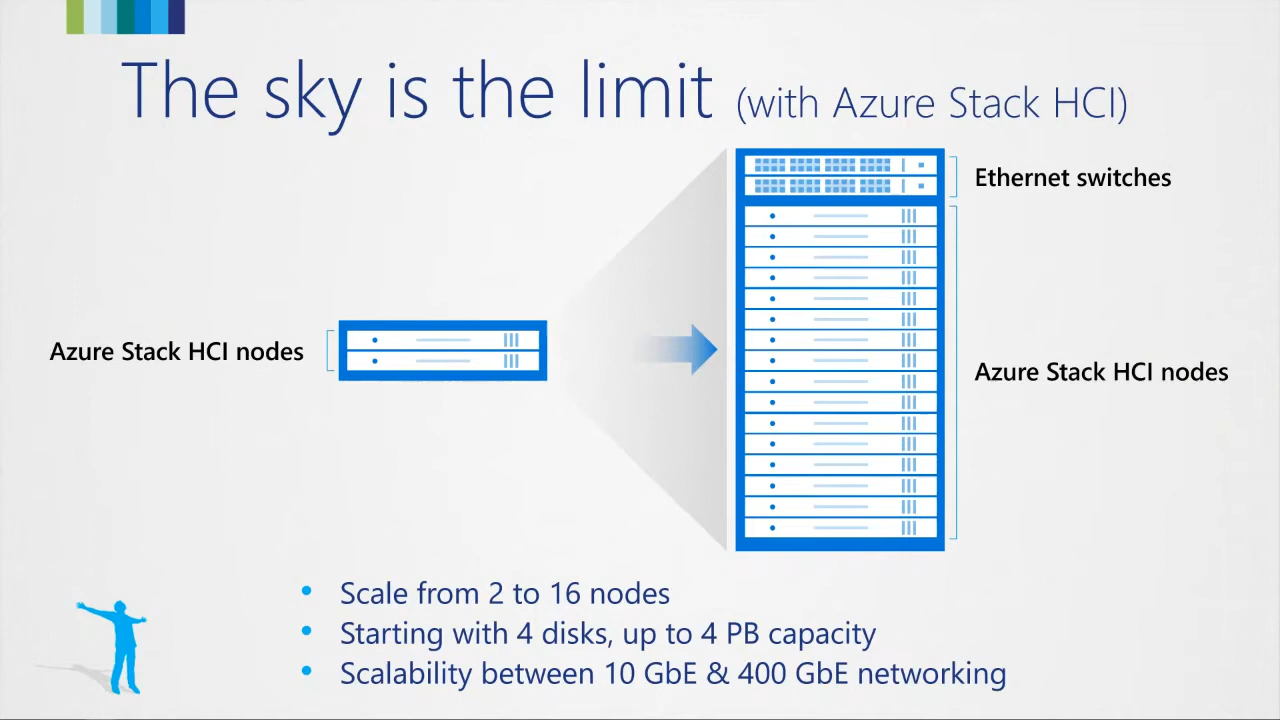 The sky is the limit (with Azure Stack HCI)
Ethernet switches
Azure Stack HCI nodes
Azure Stack HCI nodes
• Scale from 2 to 16 nodes
• Starting with 4 disks, up to 4 PB capacity
• Scalability between 10 GbE & 400 GbE networking